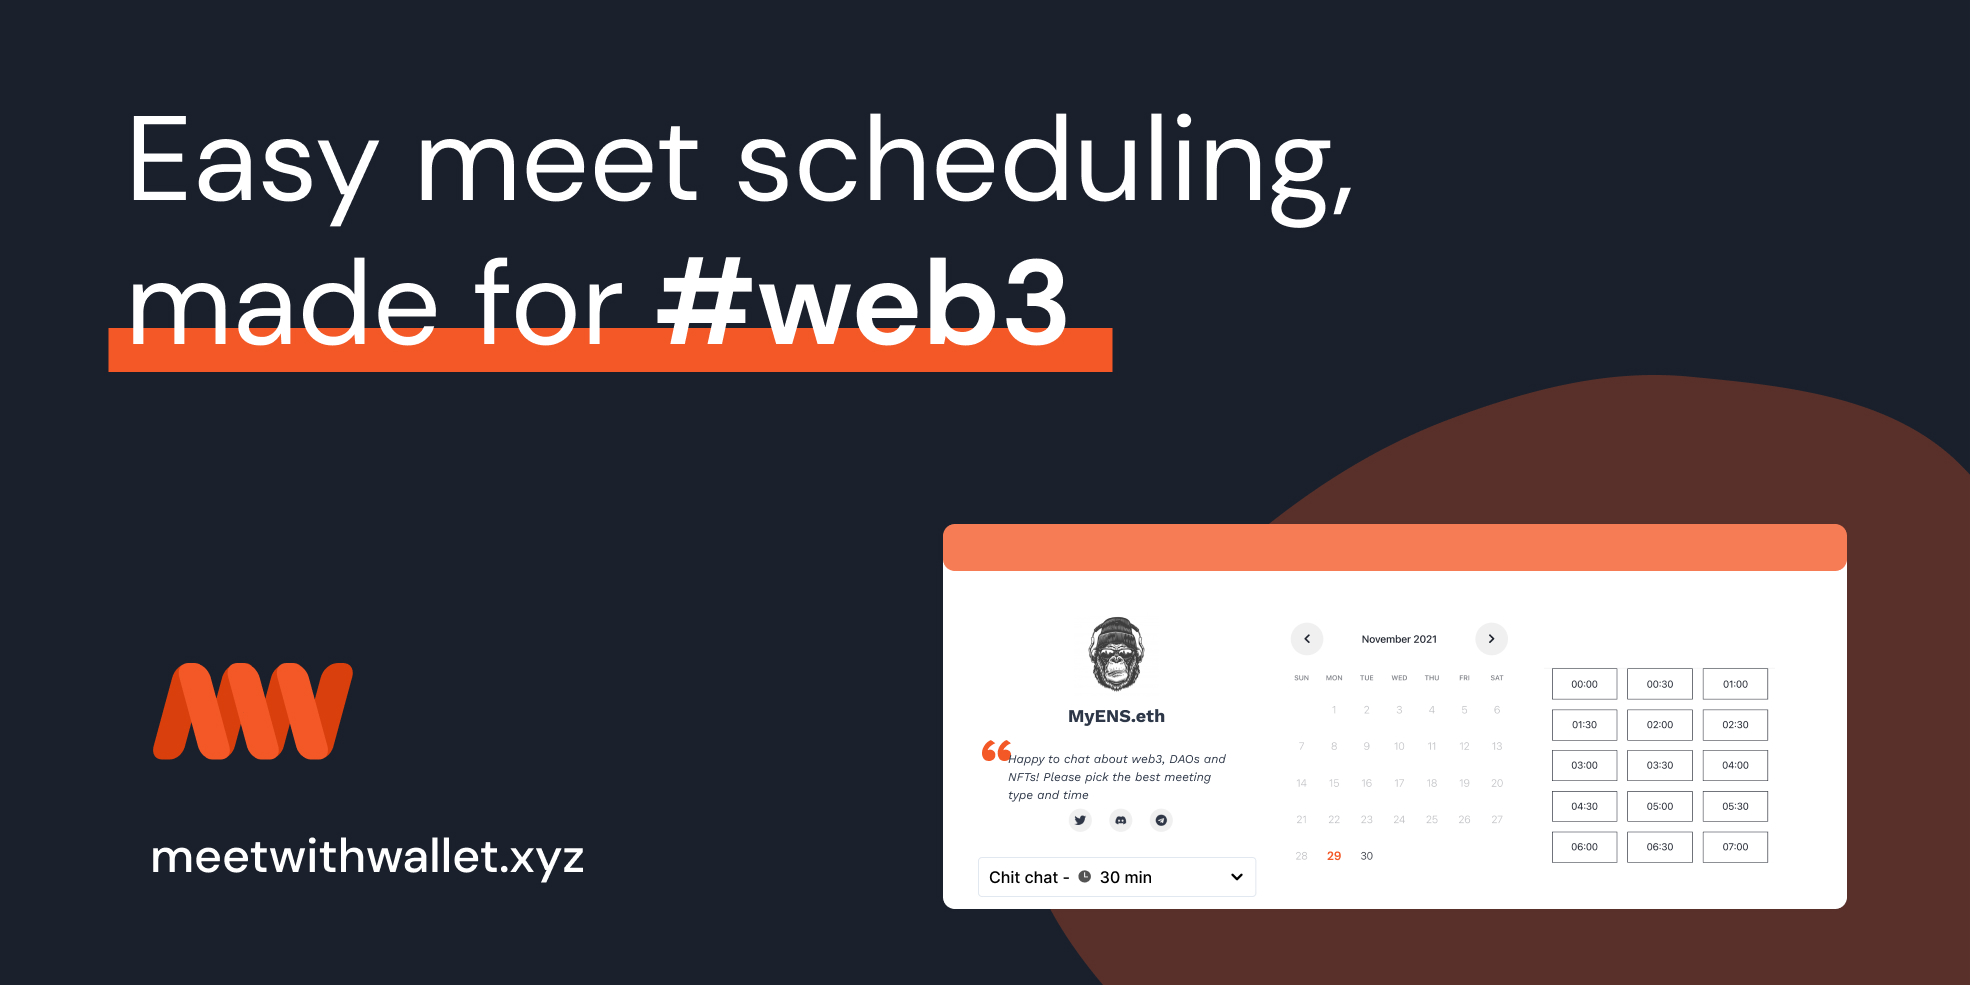 Easy meet scheduling,
made for #web3
meetwithwallet.xyz
MyENS.eth
Happy to chat about web3, DAOs and
NFTs! Please pick the best meeting
type and time
Chit chat - 30 min
November 2021
SUN MON TUE WED THU FRI SAT
1 2 3 4 5 6
7 8 9 10 11 12 13
14 15 16 17 18 19 20
21 22 23 24 25 26 27
28 29 30
00:00 00:30 01:00
01:30 02:00 02:30
03:00 03:30 04:00
04:30 05:00 05:30
06:00 06:30 07:00